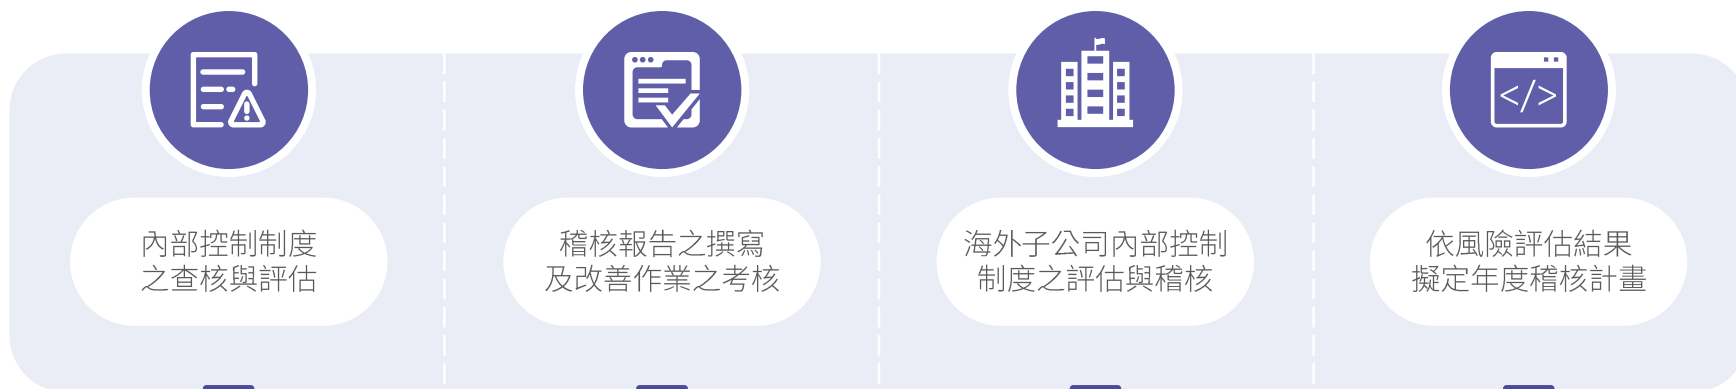 內部控制制度
之查核與評估
稽核報告之撰寫
及改善作業之考核
海外子公司內部控制
制度之評估與稽核
依風險評估結果
擬定年度稽核計畫